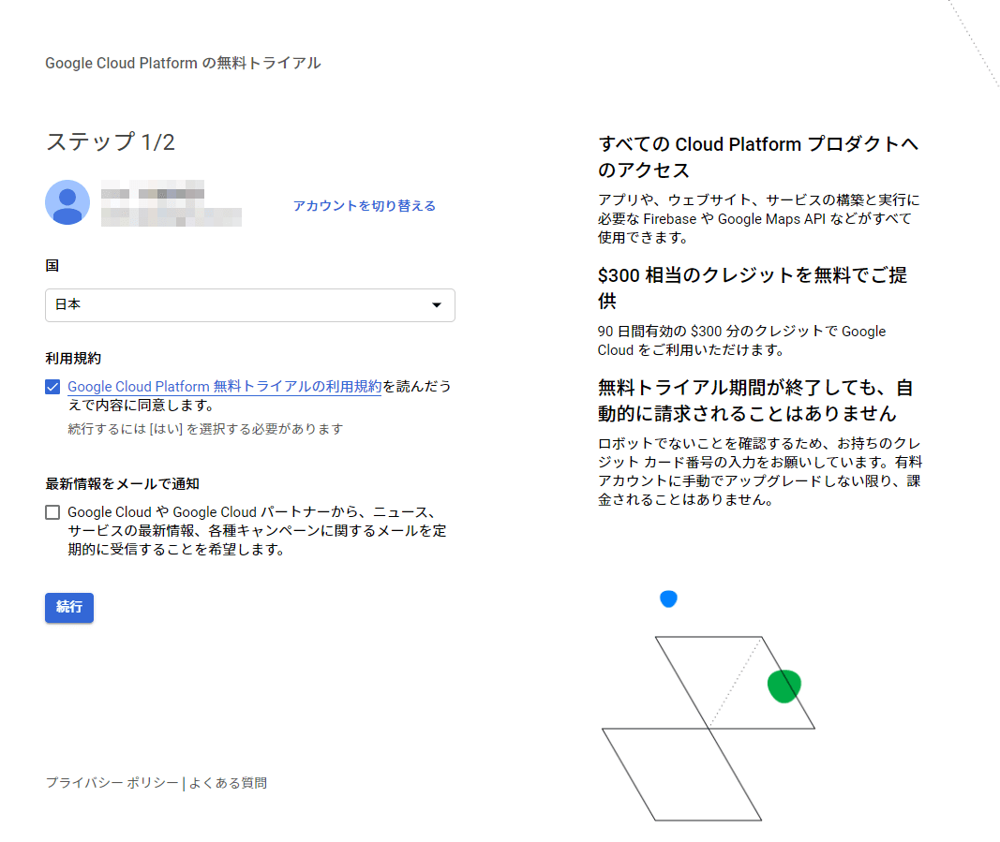 Google Cloud Platform の無料トライアル
ステップ 1/2
アカウントを切り替える
国
日本
利用規約
Google Cloud Platform 無料トライアルの利用規約を読んだう
えで内容に同意します。
続行するには [はい] を選択する必要があります
最新情報をメールで通知
Google Cloud や Google Cloud パートナーから、ニュース、
サービスの最新情報、各種キャンペーンに関するメールを定
期的に受信することを希望します。
続行
プライバシー ポリシー | よくある質問
すべての Cloud Platform プロダクトへ
のアクセス
アプリや、ウェブサイト、サービスの構築と実行に
必要な Firebase や Google Maps API などがすべて
使用できます。
$300 相当のクレジットを無料でご提
供
90 日間有効の $300 分のクレジットで Google
Cloud をご利用いただけます。
無料トライアル期間が終了しても、自
動的に請求されることはありません
ロボットでないことを確認するため、お持ちのクレ
ジット カード番号の入力をお願いしています。有料
アカウントに手動でアップグレードしない限り、課
金されることはありません。